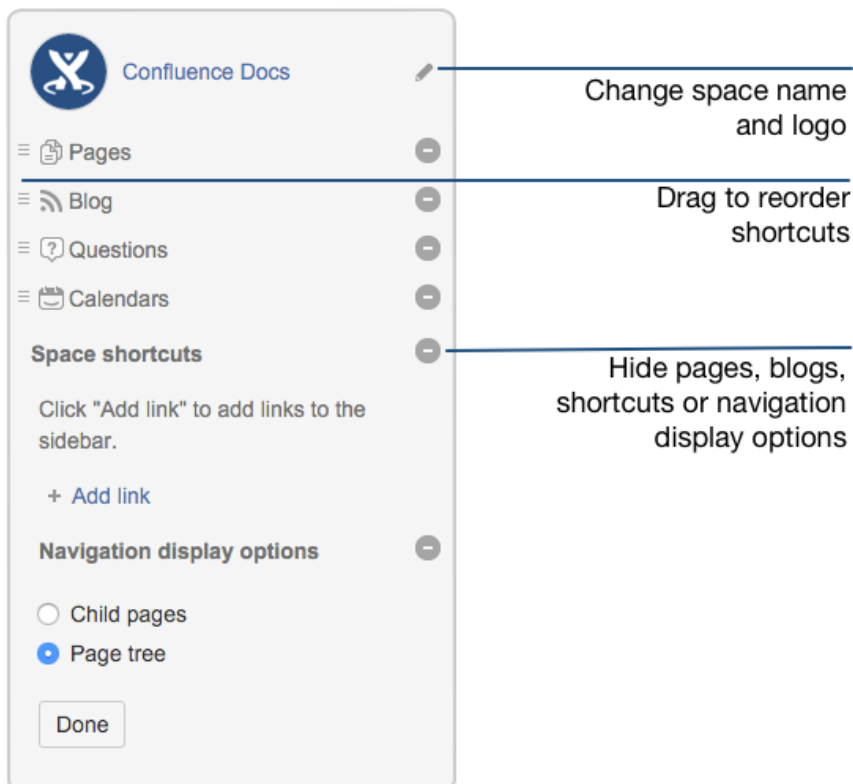 Confluence Docs
Change space name
and logo
Pages
Blog
Drag to reorder
shortcuts
Questions
Calendars
Space shortcuts
Hide pages, blogs,
shortcuts or navigation
display options
Click "Add link" to add links to the
sidebar.
+ Add link
Navigation display options
Child pages
Page tree
Done